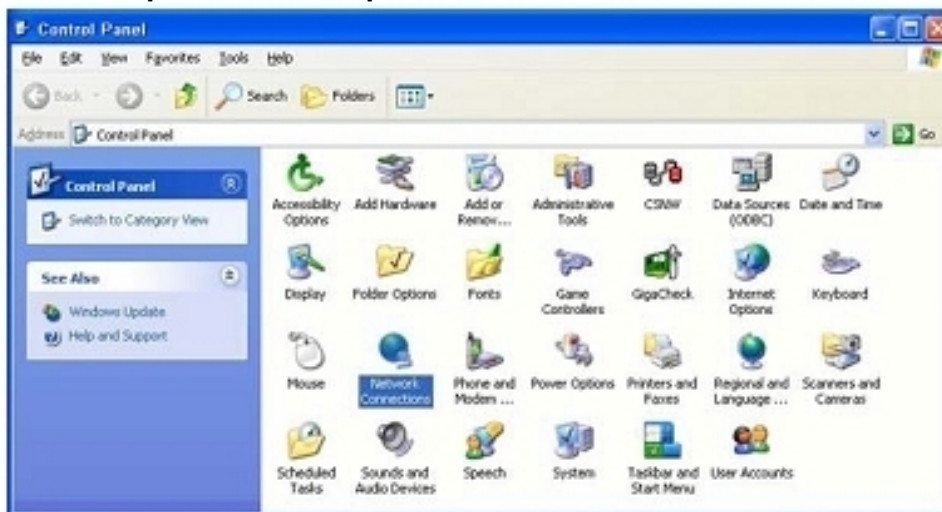 Control Panel
File Edit View Favorites Tools Help
Back Search Folders
Address Control Panel Go
Control Panel
Switch to Category View
See Also
Windows Update
Help and Support
Accessibility Options
Add Hardware
Add or Remov...
Administrative Tools
CSNW
Data Sources (ODBC)
Date and Time
Display
Folder Options
Fonts
Game Controllers
GigaCheck
Internet Options
Keyboard
Mouse
Network Connections
Phone and Modem ...
Power Options
Printers and Faxes
Regional and Language ...
Scanners and Cameras
Scheduled Tasks
Sounds and Audio Devices
Speech
System
Taskbar and Start Menu
User Accounts